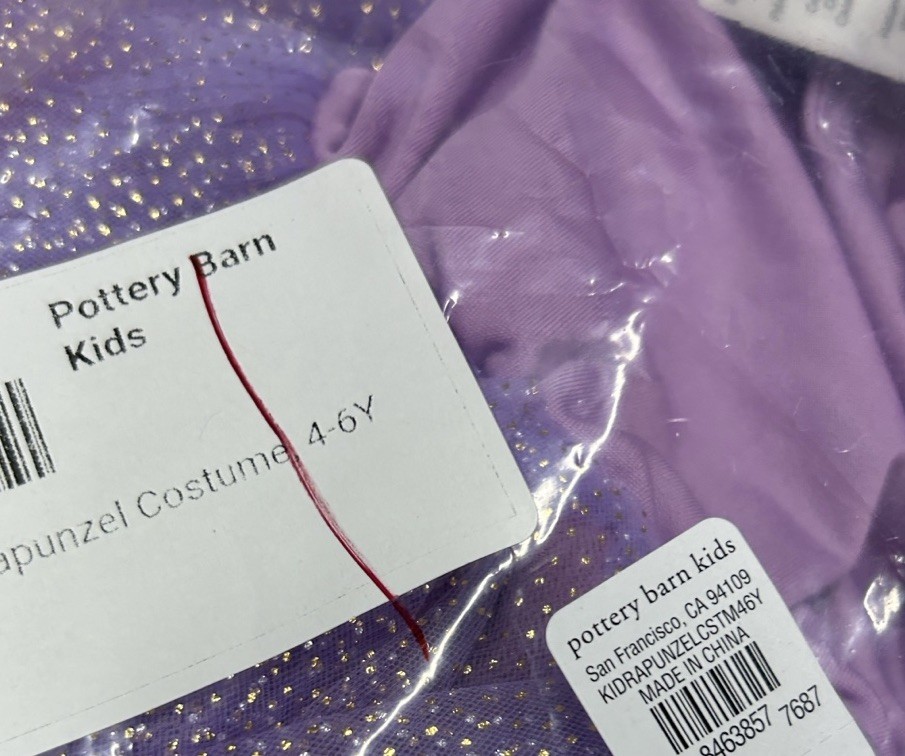 Pottery Barn
Kids
apunzel Costume, 4-6Y
pottery barn kids
San Francisco, CA 94109
KIDRAPUNZELCSTM46Y
MADE IN CHINA
8463857 7687